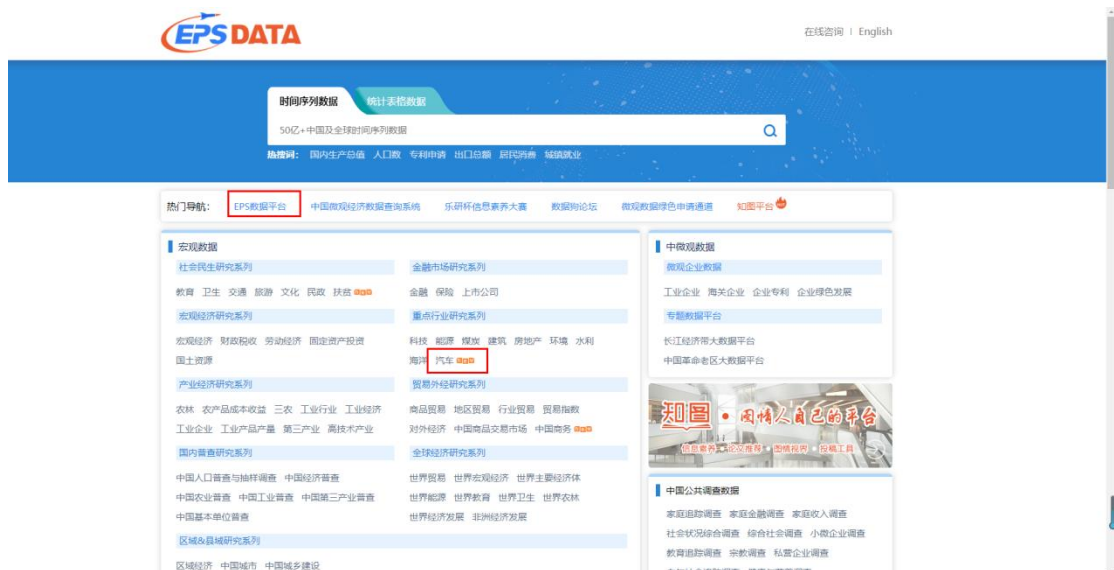 EPS DATA
在线咨询 | English
时间序列数据 统计表格数据
50亿+中国及全球时间序列数据
热搜词: 国内生产总值 人口数 专利申请 出口总额 居民消费 城镇就业
热门导航: EPS数据平台 中国微观经济数据查询系统 乐研杯信息素养大赛 数据狗论坛 微观数据绿色申请通道 知图平台
宏观数据
社会民生研究系列
教育 卫生 交通 旅游 文化 民政 扶贫
宏观经济研究系列
宏观经济 财政税收 劳动经济 固定资产投资
国土资源
产业经济研究系列
农林 农产品成本收益 三农 工业行业 工业经济
工业企业 工业产品产量 第三产业 高技术产业
国内普查研究系列
中国人口普查与抽样调查 中国经济普查
中国农业普查 中国工业普查 中国第三产业普查
中国基本单位普查
区域&县域研究系列
区域经济 中国城市 中国城乡建设
金融市场研究系列
金融 保险 上市公司
重点行业研究系列
科技 能源 煤炭 建筑 房地产 环境 水利
海洋 汽车
贸易外经研究系列
商品贸易 地区贸易 行业贸易 贸易指数
对外经济 中国商品交易市场 中国商务
全球经济研究系列
世界贸易 世界宏观经济 世界主要经济体
世界能源 世界教育 世界卫生 世界农林
世界经济发展 非洲经济发展
中微观数据
微观企业数据
工业企业 海关企业 企业专利 企业绿色发展
专题数据平台
长江经济带大数据平台
中国革命老区大数据平台
知图 • 图情人自己的平台
信息素养 • 论文推荐 • 图情视界 • 投稿工具
中国公共调查数据
家庭追踪调查 家庭金融调查 家庭收入调查
社会状况综合调查 综合社会调查 小微企业调查
教育追踪调查 宗教调查 私营企业调查